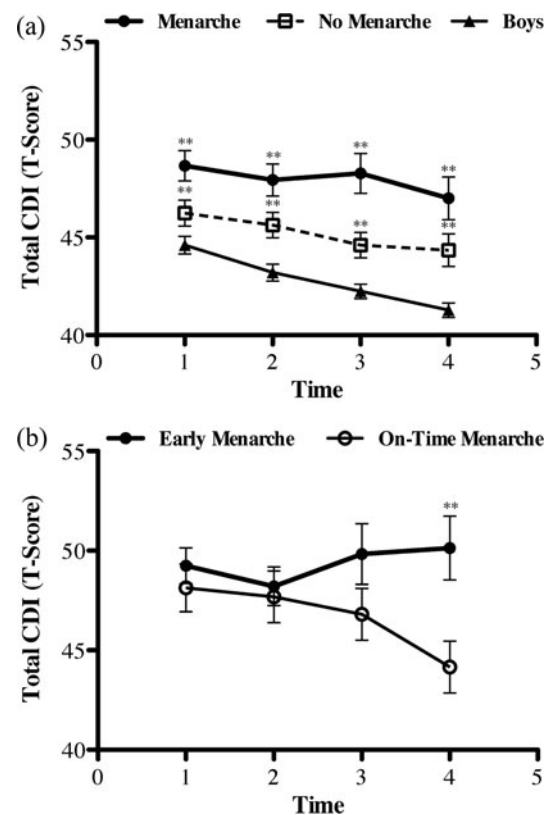 (a)
Menarche No Menarche Boys
55
50
45
40
** ** ** **
** ** ** **
Total CDI (T-Score)
0 1 2 3 4 5
Time
(b)
Early Menarche On-Time Menarche
55
50
45
40
**
Total CDI (T-Score)
0 1 2 3 4 5
Time